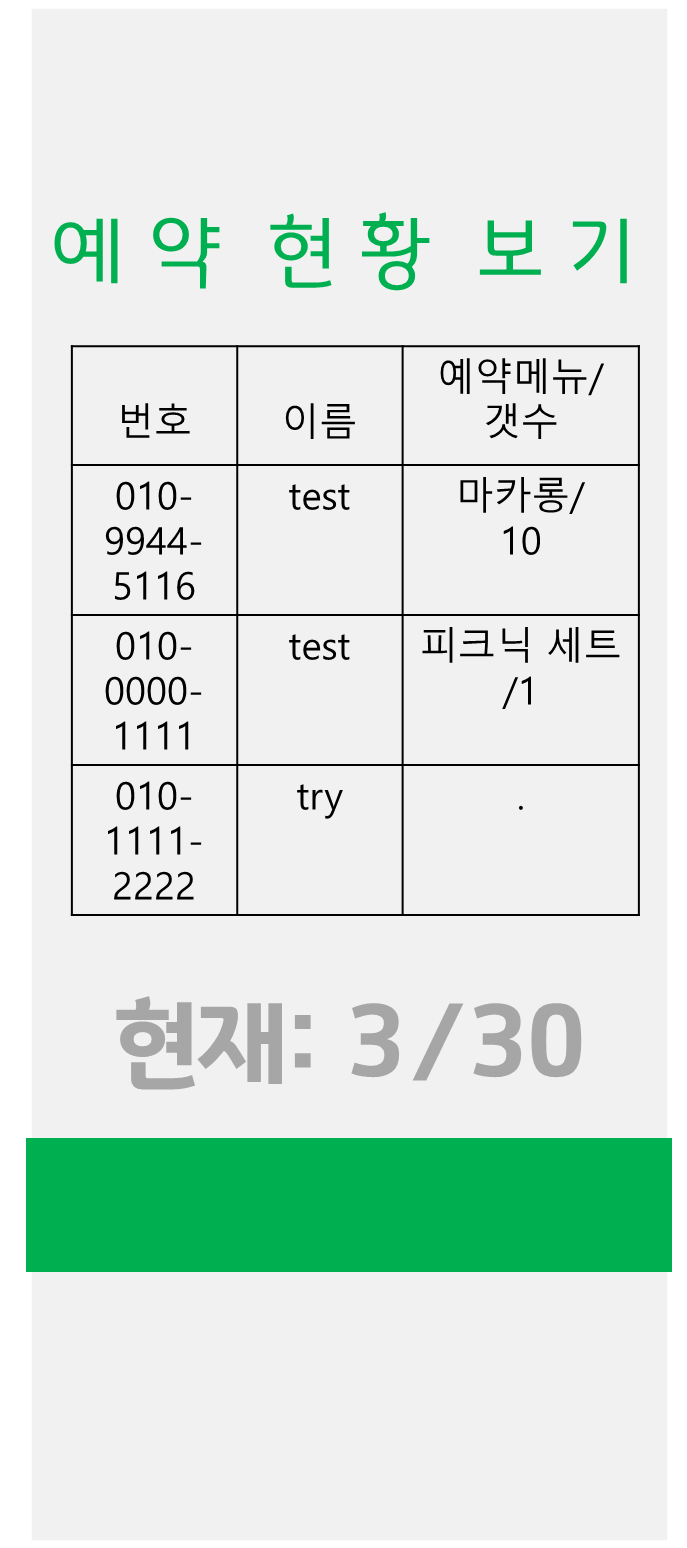 예약 현황 보기
번호 이름 예약메뉴/
갯수
010-
9944-
5116
test
마카롱/
10
010-
0000-
1111
test
피크닉 세트
/1
010-
1111-
2222
try
.
현재: 3/30